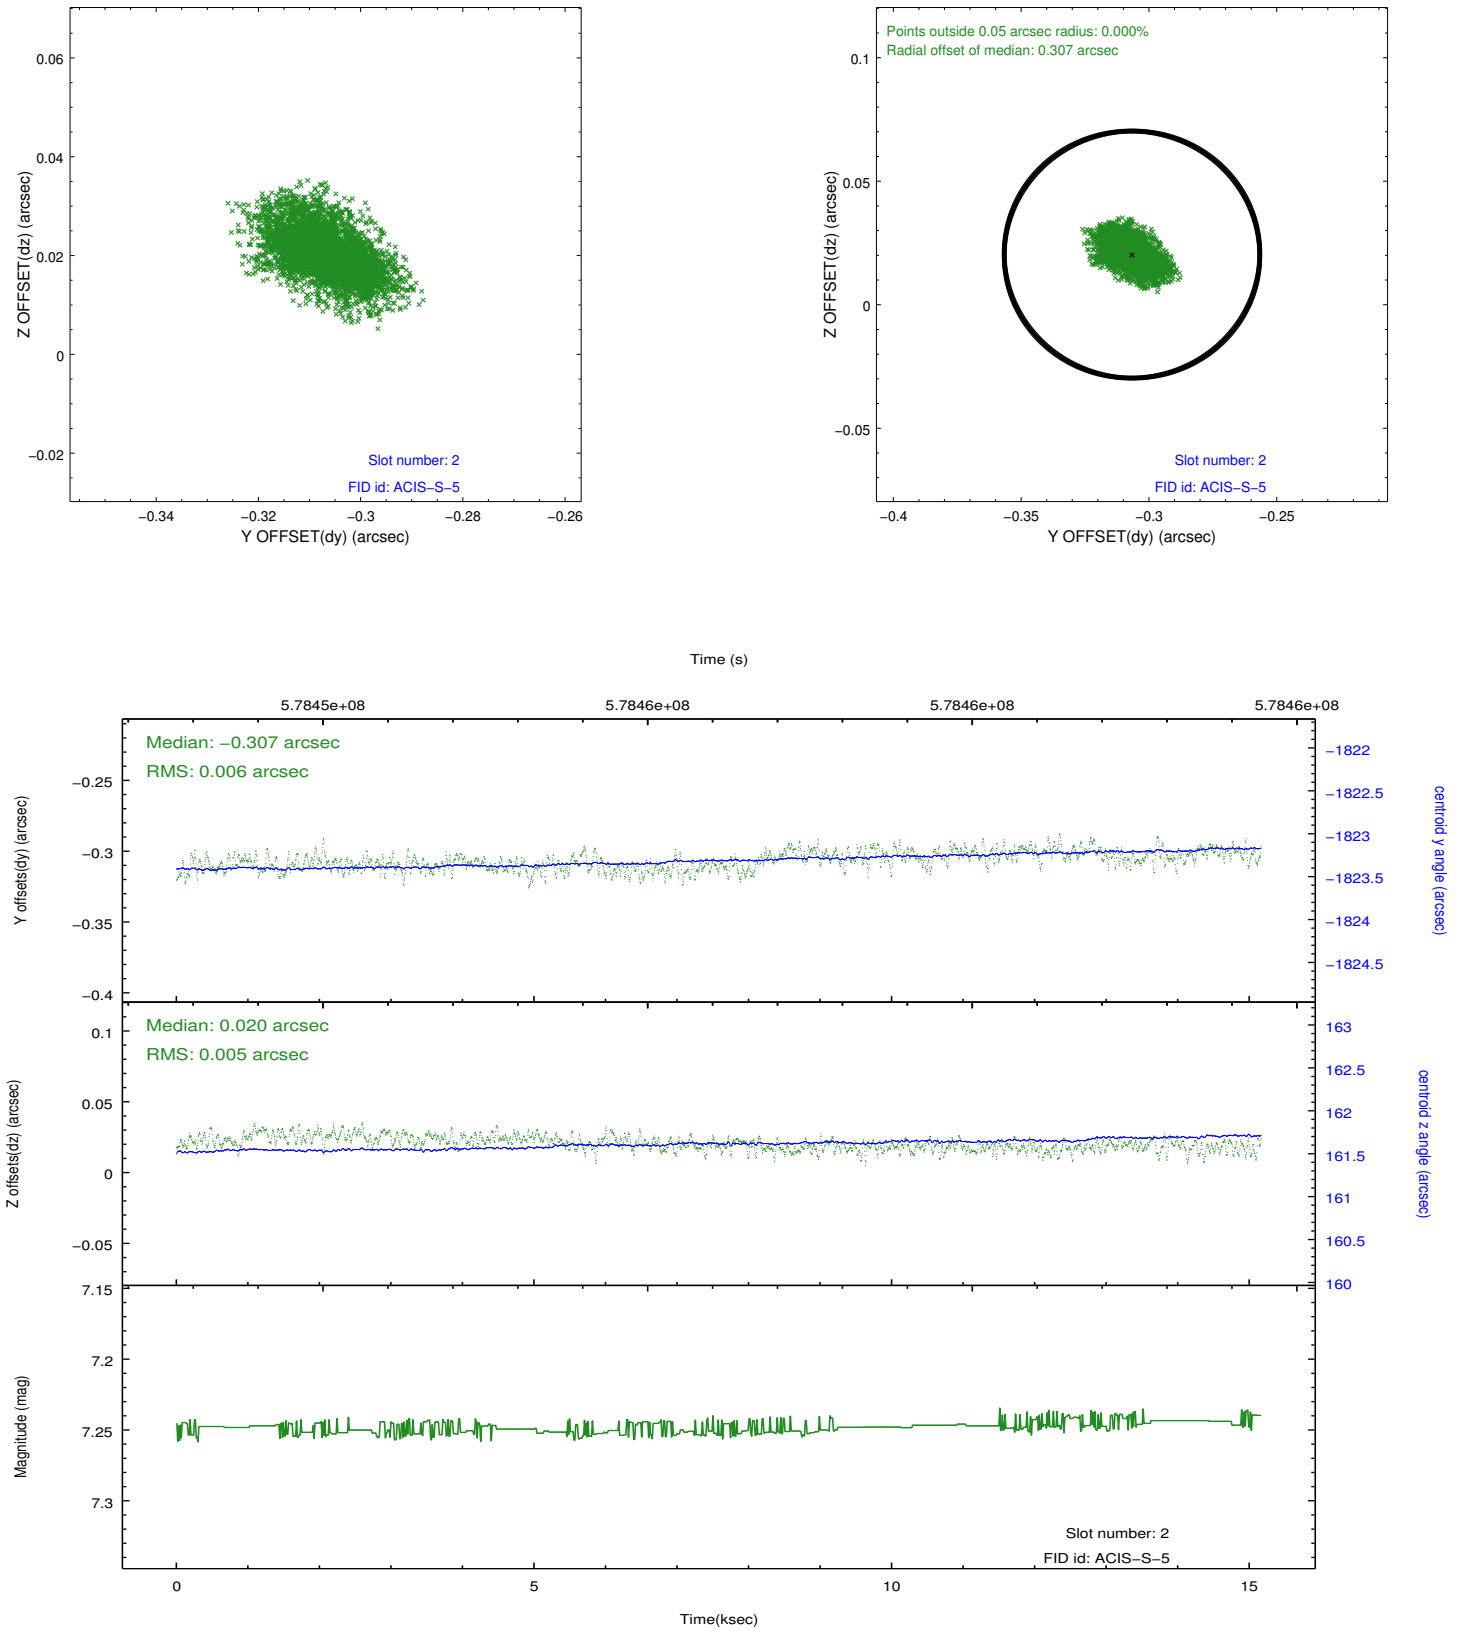 0.06
0.04
0.02
0
−0.02
Z OFFSET(dz) (arcsec)
Slot number: 2
FID id: ACIS−S−5
−0.34
−0.32
−0.3
−0.28
−0.26
Y OFFSET(dy) (arcsec)
Points outside 0.05 arcsec radius: 0.000%
Radial offset of median: 0.307 arcsec
0.1
0.05
0
−0.05
Z OFFSET(dz) (arcsec)
Slot number: 2
FID id: ACIS−S−5
−0.4
−0.35
−0.3
−0.25
Y OFFSET(dy) (arcsec)
Time (s)
5.7845e+08
5.7846e+08
5.7846e+08
5.7846e+08
Median: −0.307 arcsec
RMS: 0.006 arcsec
−0.25
−0.3
−0.35
−0.4
Y offsets(dy) (arcsec)
−1822
−1822.5
−1823
−1823.5
−1824
−1824.5
centroid y angle (arcsec)
Median: 0.020 arcsec
RMS: 0.005 arcsec
0.1
0.05
0
−0.05
Z offsets(dz) (arcsec)
163
162.5
162
161.5
161
160.5
160
centroid z angle (arcsec)
7.15
7.2
7.25
7.3
Magnitude (mag)
Slot number: 2
FID id: ACIS−S−5
0
5
10
15
Time(ksec)